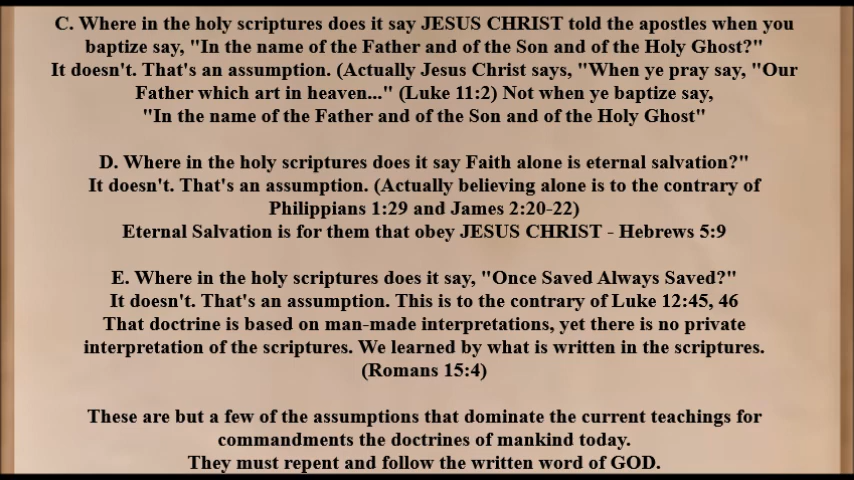 C. Where in the holy scriptures does it say JESUS CHRIST told the apostles when you
baptize say, "In the name of the Father and of the Son and of the Holy Ghost?"
It doesn't. That's an assumption. (Actually Jesus Christ says, "When ye pray say, "Our
Father which art in heaven..." (Luke 11:2) Not when ye baptize say,
"In the name of the Father and of the Son and of the Holy Ghost"
D. Where in the holy scriptures does it say Faith alone is eternal salvation?"
It doesn't. That's an assumption. (Actually believing alone is to the contrary of
Philippians 1:29 and James 2:20-22)
Eternal Salvation is for them that obey JESUS CHRIST - Hebrews 5:9
E. Where in the holy scriptures does it say, "Once Saved Always Saved?"
It doesn't. That's an assumption. This is to the contrary of Luke 12:45, 46
That doctrine is based on man-made interpretations, yet there is no private
interpretation of the scriptures. We learned by what is written in the scriptures.
(Romans 15:4)
These are but a few of the assumptions that dominate the current teachings for
commandments the doctrines of mankind today.
They must repent and follow the written word of GOD.